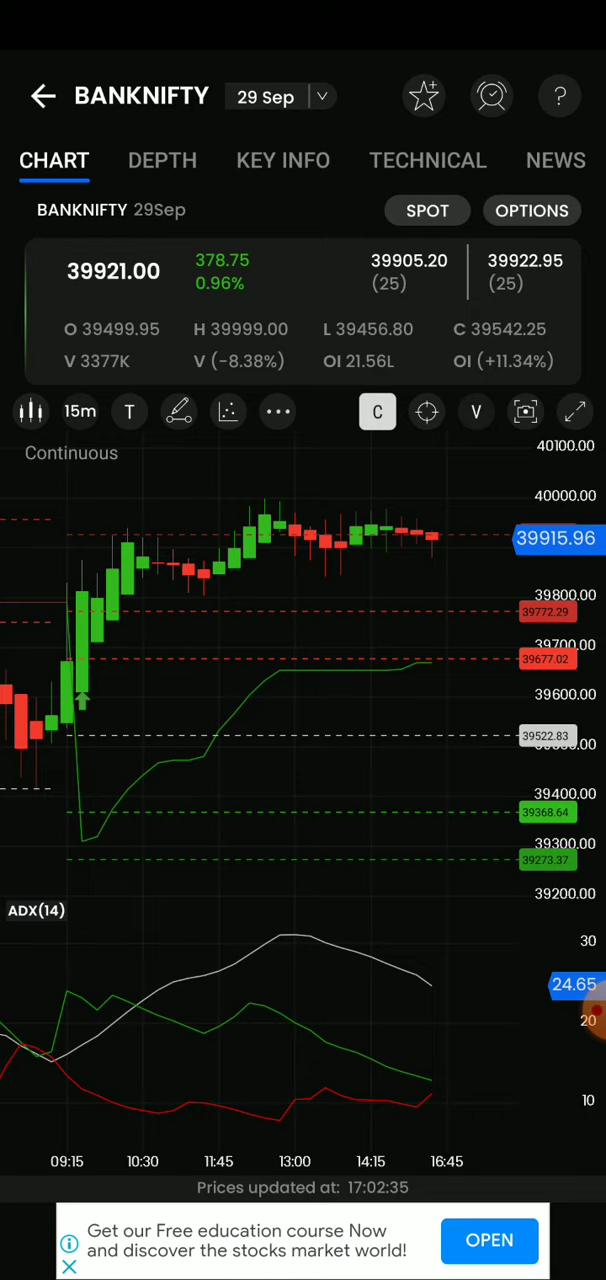 BANKNIFTY 29 Sep ?
CHART DEPTH KEY INFO TECHNICAL NEWS
BANKNIFTY 29Sep SPOT OPTIONS
39921.00 378.75 0.96% 39905.20 (25) 39922.95 (25)
O 39499.95 H 39999.00 L 39456.80 C 39542.25
V 3377K V (-8.38%) OI 21.56L OI (+11.34%)
15m T C V
Continuous
40100.00
40000.00
39915.96
39800.00
39772.29
39700.00
39677.02
39600.00
39522.83
39400.00
39368.64
39300.00
39273.37
39200.00
ADX(14)
30
24.65
20
10
09:15 10:30 11:45 13:00 14:15 16:45
Prices updated at: 17:02:35
Get our Free education course Now
and discover the stocks market world!
OPEN